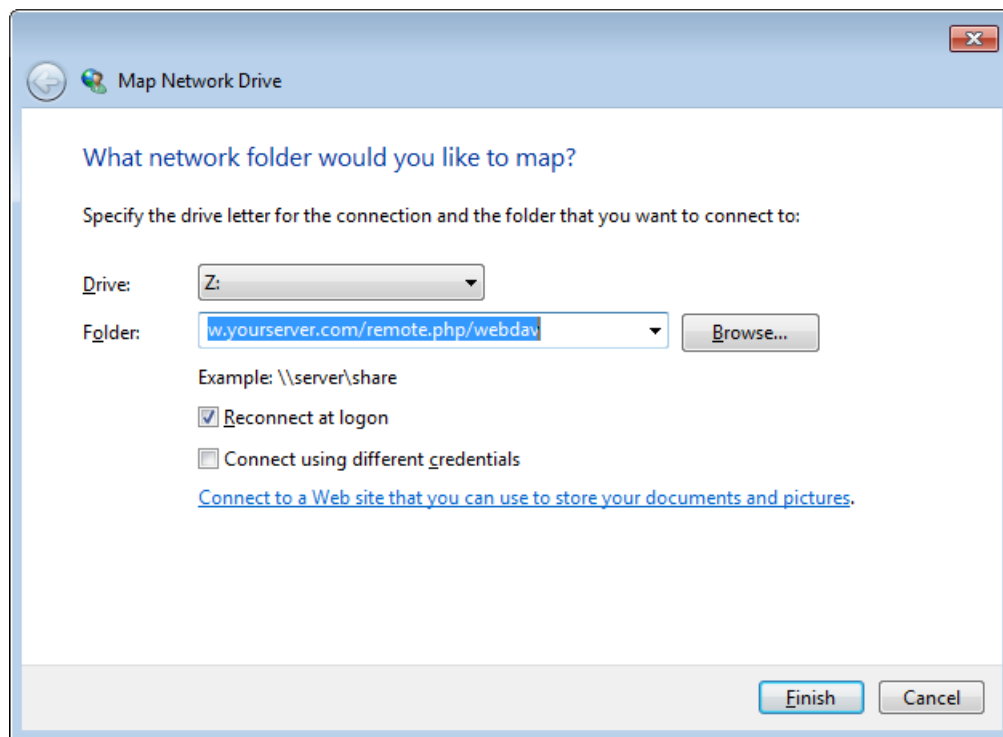 Map Network Drive
What network folder would you like to map?
Specify the drive letter for the connection and the folder that you want to connect to:
Drive: Z:
Folder: w.yourserver.com/remote.php/webdav Browse...
Example: \\server\share
Reconnect at logon
Connect using different credentials
Connect to a Web site that you can use to store your documents and pictures.
Finish Cancel